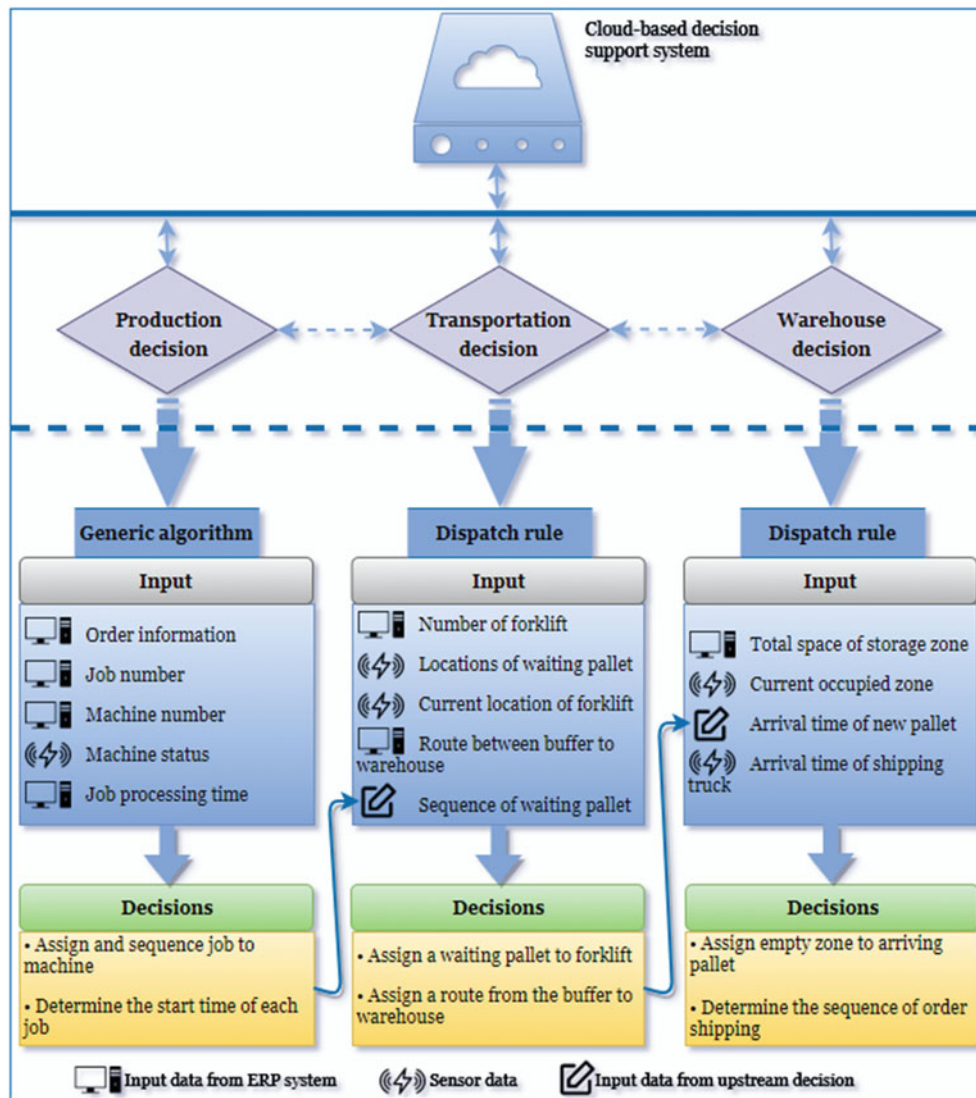 Cloud-based decision
support system
Production
decision
Transportation
decision
Warehouse
decision
Generic algorithm
Input
Order information
Job number
Machine number
Machine status
Job processing time
Decisions
• Assign and sequence job to
machine
• Determine the start time of each
job
Dispatch rule
Input
Number of forklift
Locations of waiting pallet
Current location of forklift
Route between buffer to
warehouse
Sequence of waiting pallet
Decisions
• Assign a waiting pallet to forklift
• Assign a route from the buffer to
warehouse
Dispatch rule
Input
Total space of storage zone
Current occupied zone
Arrival time of new pallet
Arrival time of shipping
truck
Decisions
• Assign empty zone to arriving
pallet
• Determine the sequence of order
shipping
Input data from ERP system
Sensor data
Input data from upstream decision